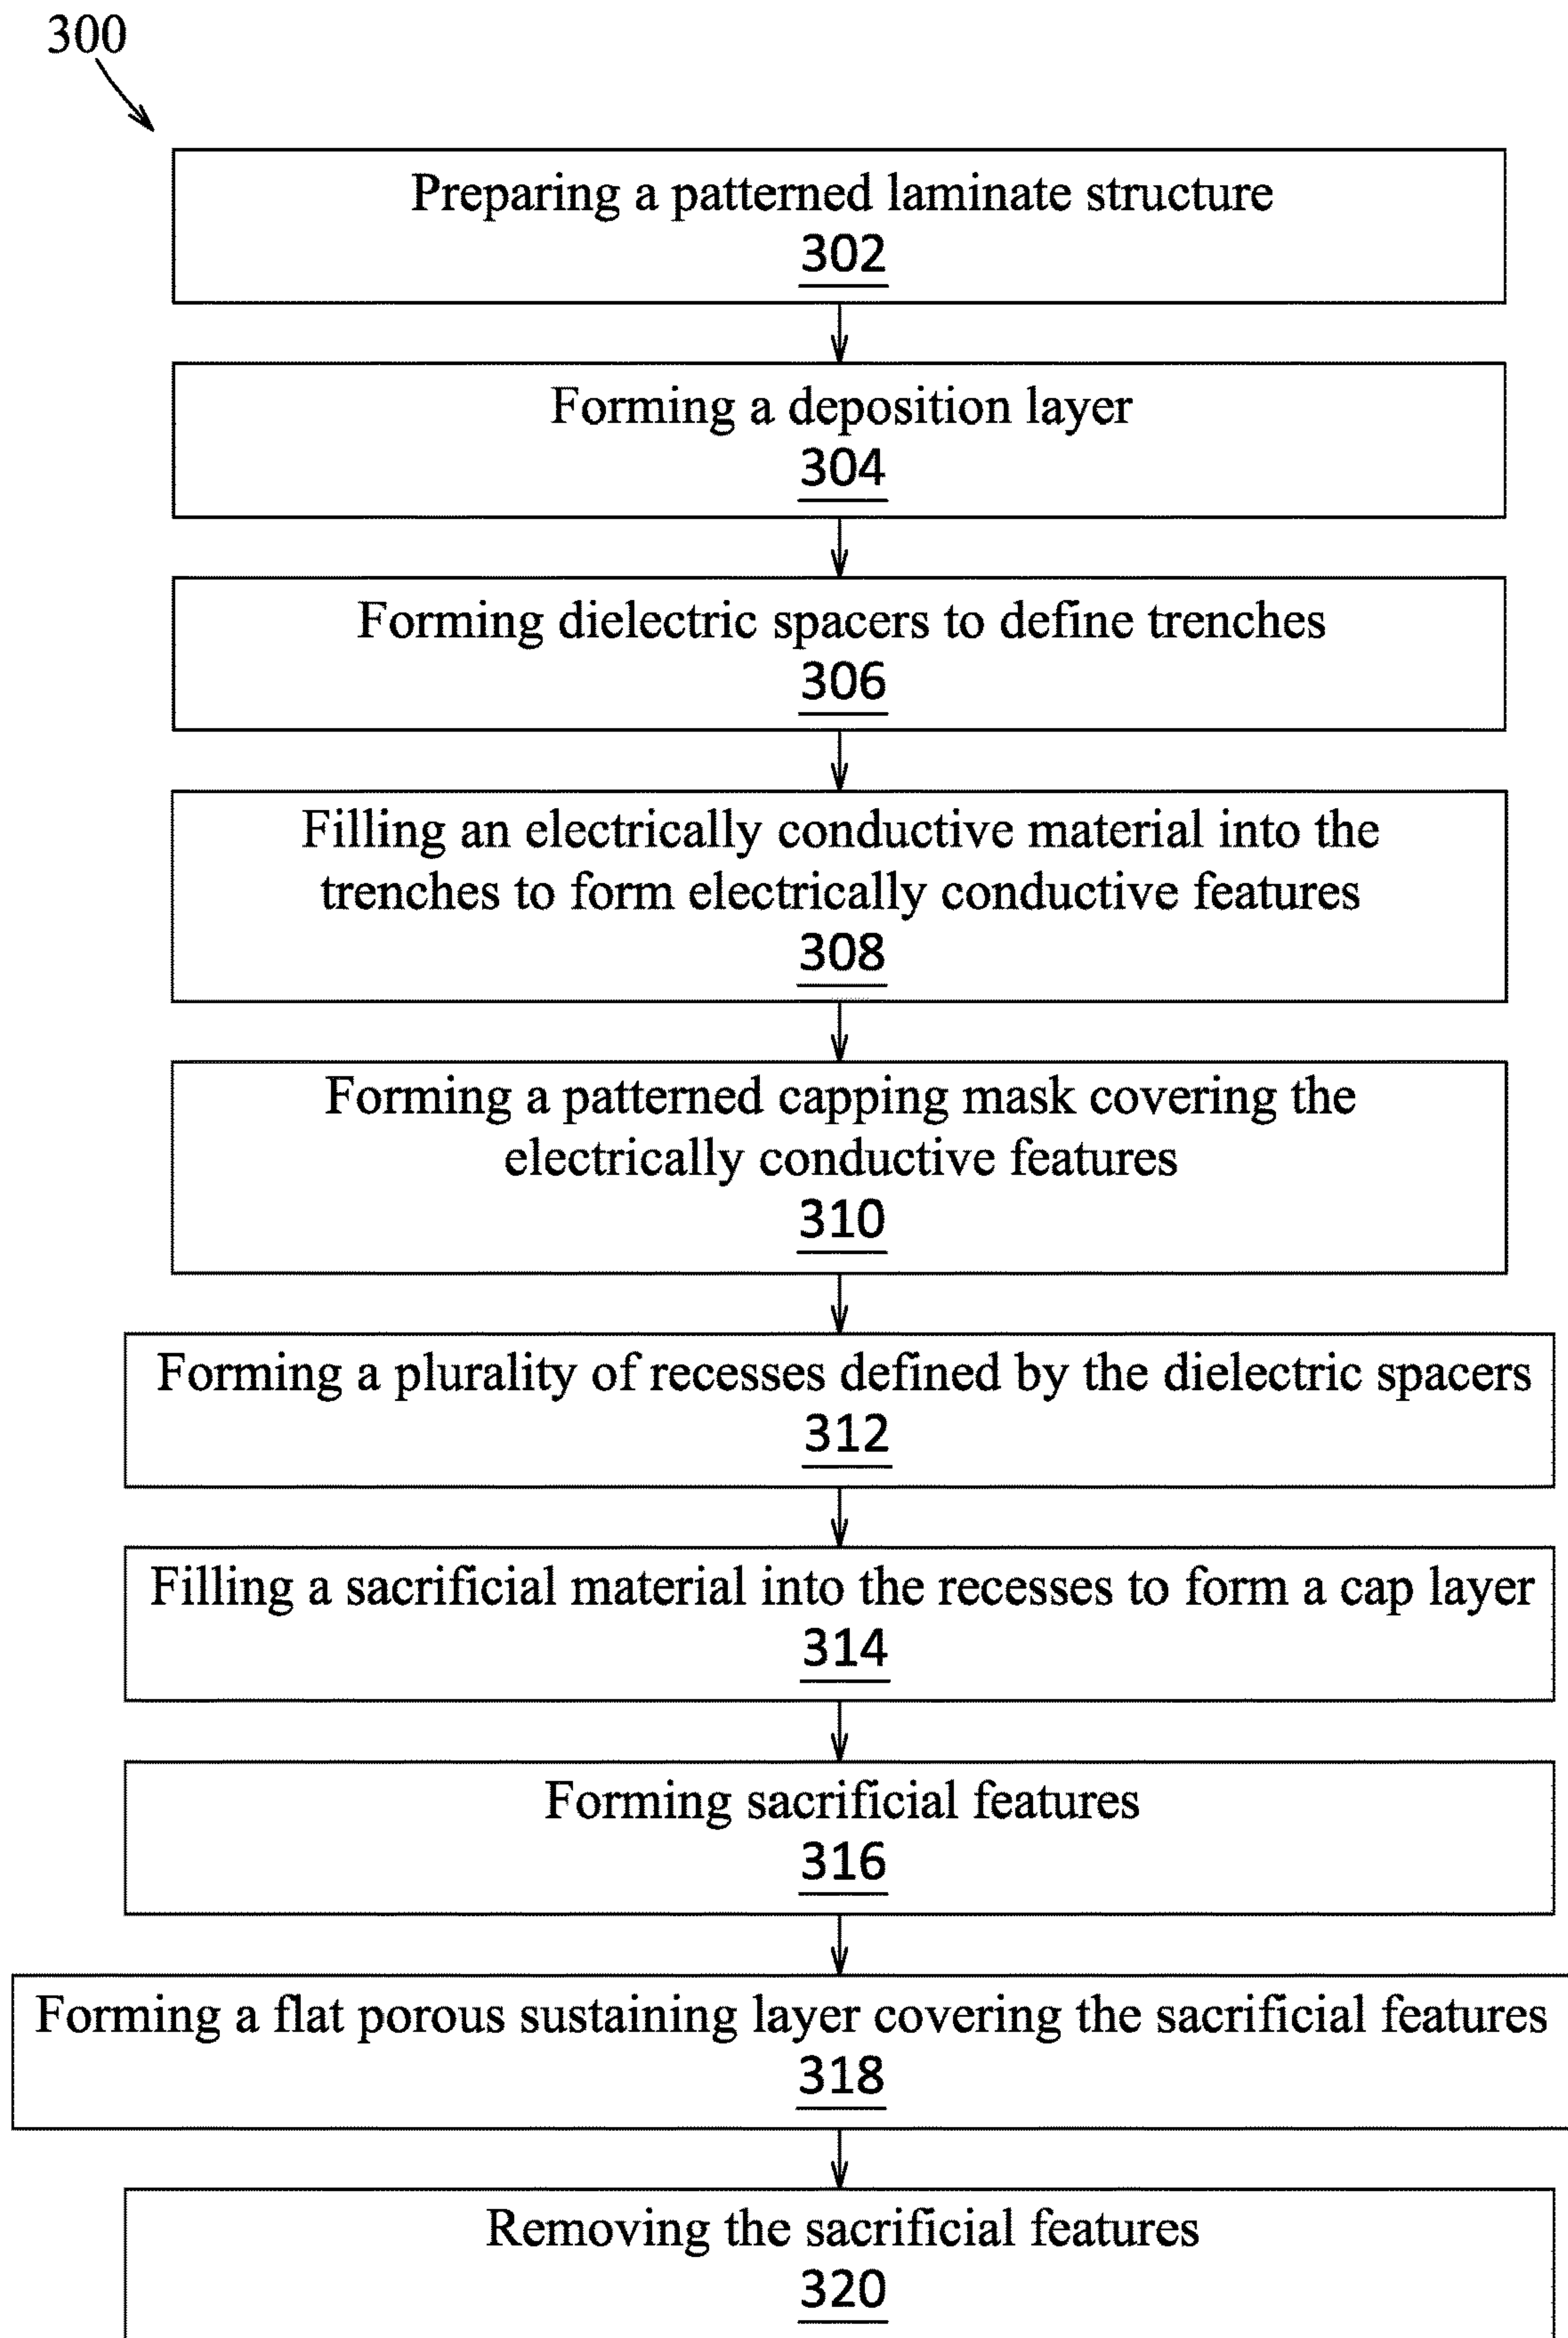 300
Preparing a patterned laminate structure
302
Forming a deposition layer
304
Forming dielectric spacers to define trenches
306
Filling an electrically conductive material into the
trenches to form electrically conductive features
308
Forming a patterned capping mask covering the
electrically conductive features
310
Forming a plurality of recesses defined by the dielectric spacers
312
Filling a sacrificial material into the recesses to form a cap layer
314
Forming sacrificial features
316
Forming a flat porous sustaining layer covering the sacrificial features
318
Removing the sacrificial features
320